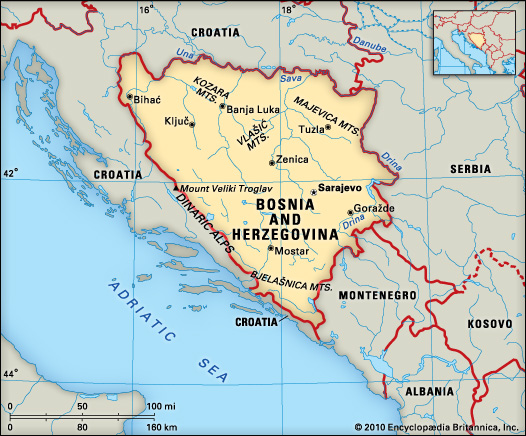 16
18
CROATIA
Danube
Una
Sava
KOZARA
MTS.
Bihać
Banja Luka
MAJEVICA MTS.
Ključ
VLAŠIĆ
MTS.
Tuzla
Zenica
Drina
SERBIA
42
CROATIA
Mount Veliki Troglav
Sarajevo
DINARIC ALPS
BOSNIA
AND
HERZEGOVINA
Goražde
Drina
Mostar
BJELAŠNICA MTS.
ADRIATIC SEA
MONTENEGRO
CROATIA
KOSOVO
44
ALBANIA
0 50 100 mi
0 80 160 km
© 2010 Encyclopædia Britannica, Inc.